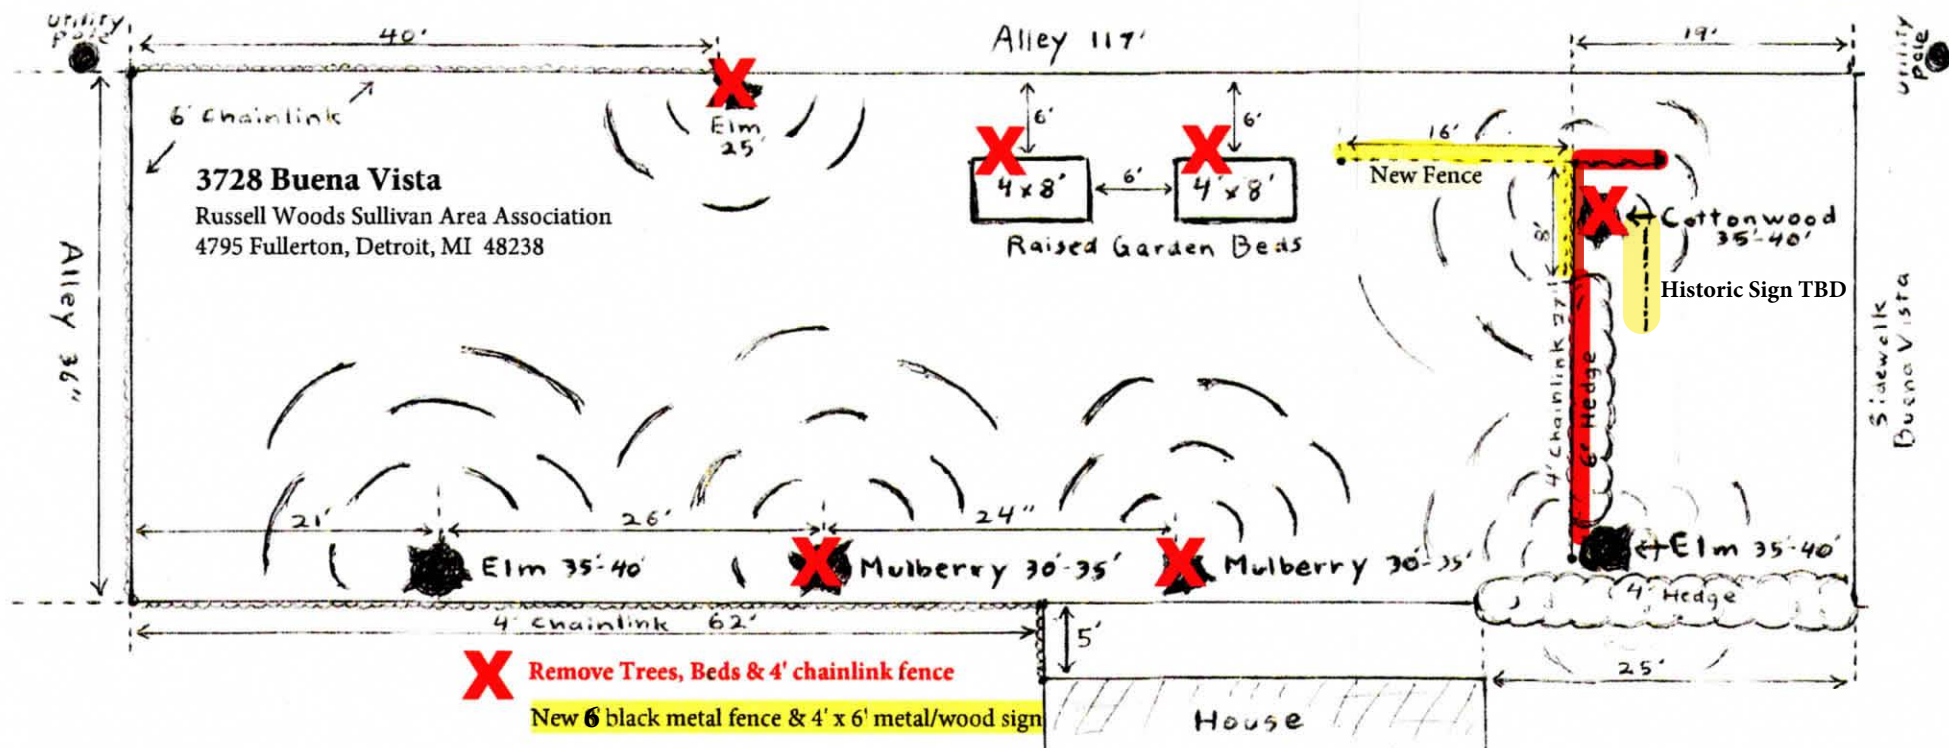 utility
pole
40'
Alley 117'
19'
utility
pole
6' Chainlink
Elm
25'
6'
6'
16'
New Fence
3728 Buena Vista
Russell Woods Sullivan Area Association
4795 Fullerton, Detroit, MI  48238
4 x 8'
6'
4' x 8'
Raised Garden Beds
8'
Cottonwood
35'-40'
Historic Sign TBD
Alley 36"
4' Chainlink 27'
6' Hedge
Sidewalk
Buena Vista
21'
26'
24"
Elm 35'-40'
Mulberry 30'-35'
Mulberry 30'-35'
Elm 35'-40'
4' Hedge
4' Chainlink 62'
5'
25'
X Remove Trees, Beds & 4' chainlink fence
New 6 black metal fence & 4' x 6' metal/wood sign
House